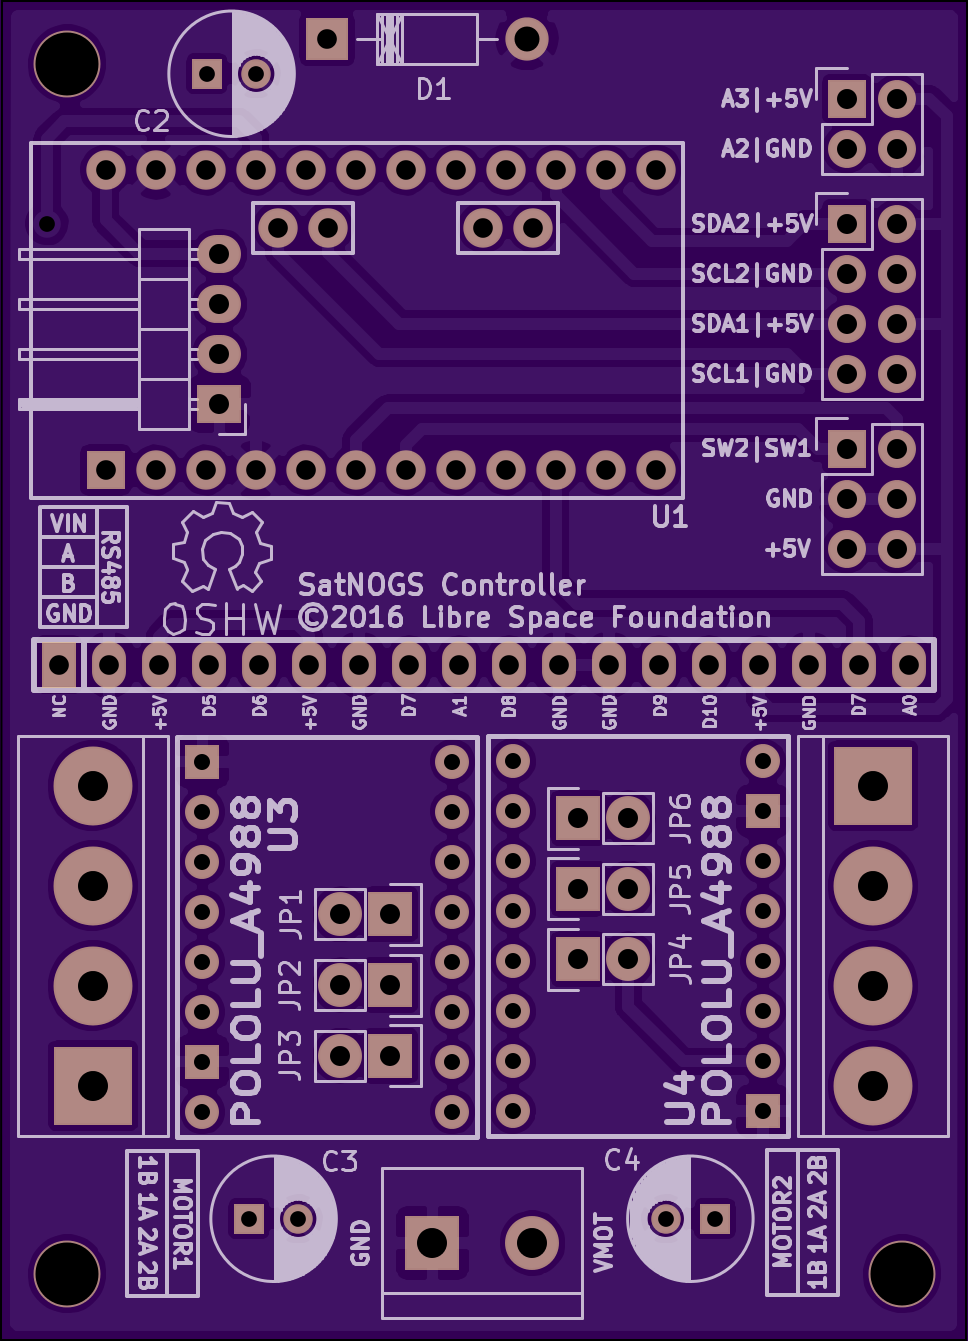 D1
C2
A3|+5V
A2|GND
SDA2|+5V
SCL2|GND
SDA1|+5V
SCL1|GND
SW2|SW1
GND
+5V
U1
VIN
A
B
GND
RS485
OSHW
SatNOGS Controller
©2016 Libre Space Foundation
NC GND +5V D5 D6 +5V GND D7 A1 D8 GND GND D9 D10 +5V GND D7 A0
POLOLU_A4988
U3
JP1
JP2
JP3
JP6
JP5
JP4
U4
POLOLU_A4988
C3
C4
1B 1A 2A 2B
MOTOR1
GND
VMOT
MOTOR2
1B 1A 2A 2B